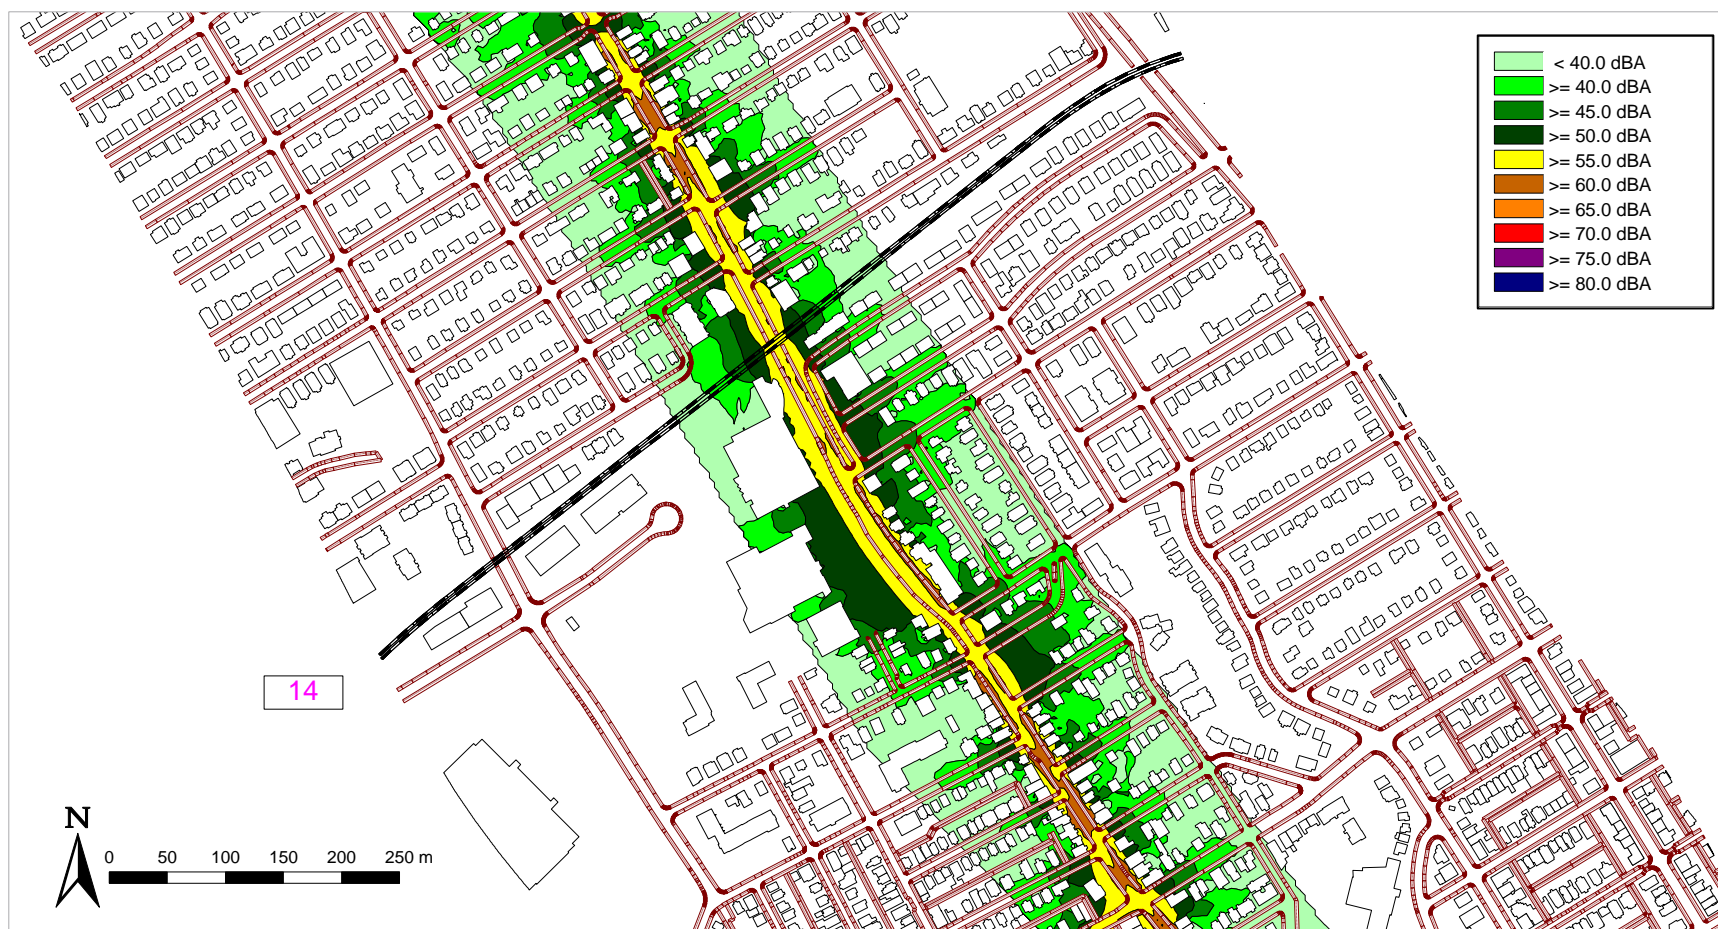 < 40.0 dBA
>= 40.0 dBA
>= 45.0 dBA
>= 50.0 dBA
>= 55.0 dBA
>= 60.0 dBA
>= 65.0 dBA
>= 70.0 dBA
>= 75.0 dBA
>= 80.0 dBA
14
N
0 50 100 150 200 250 m